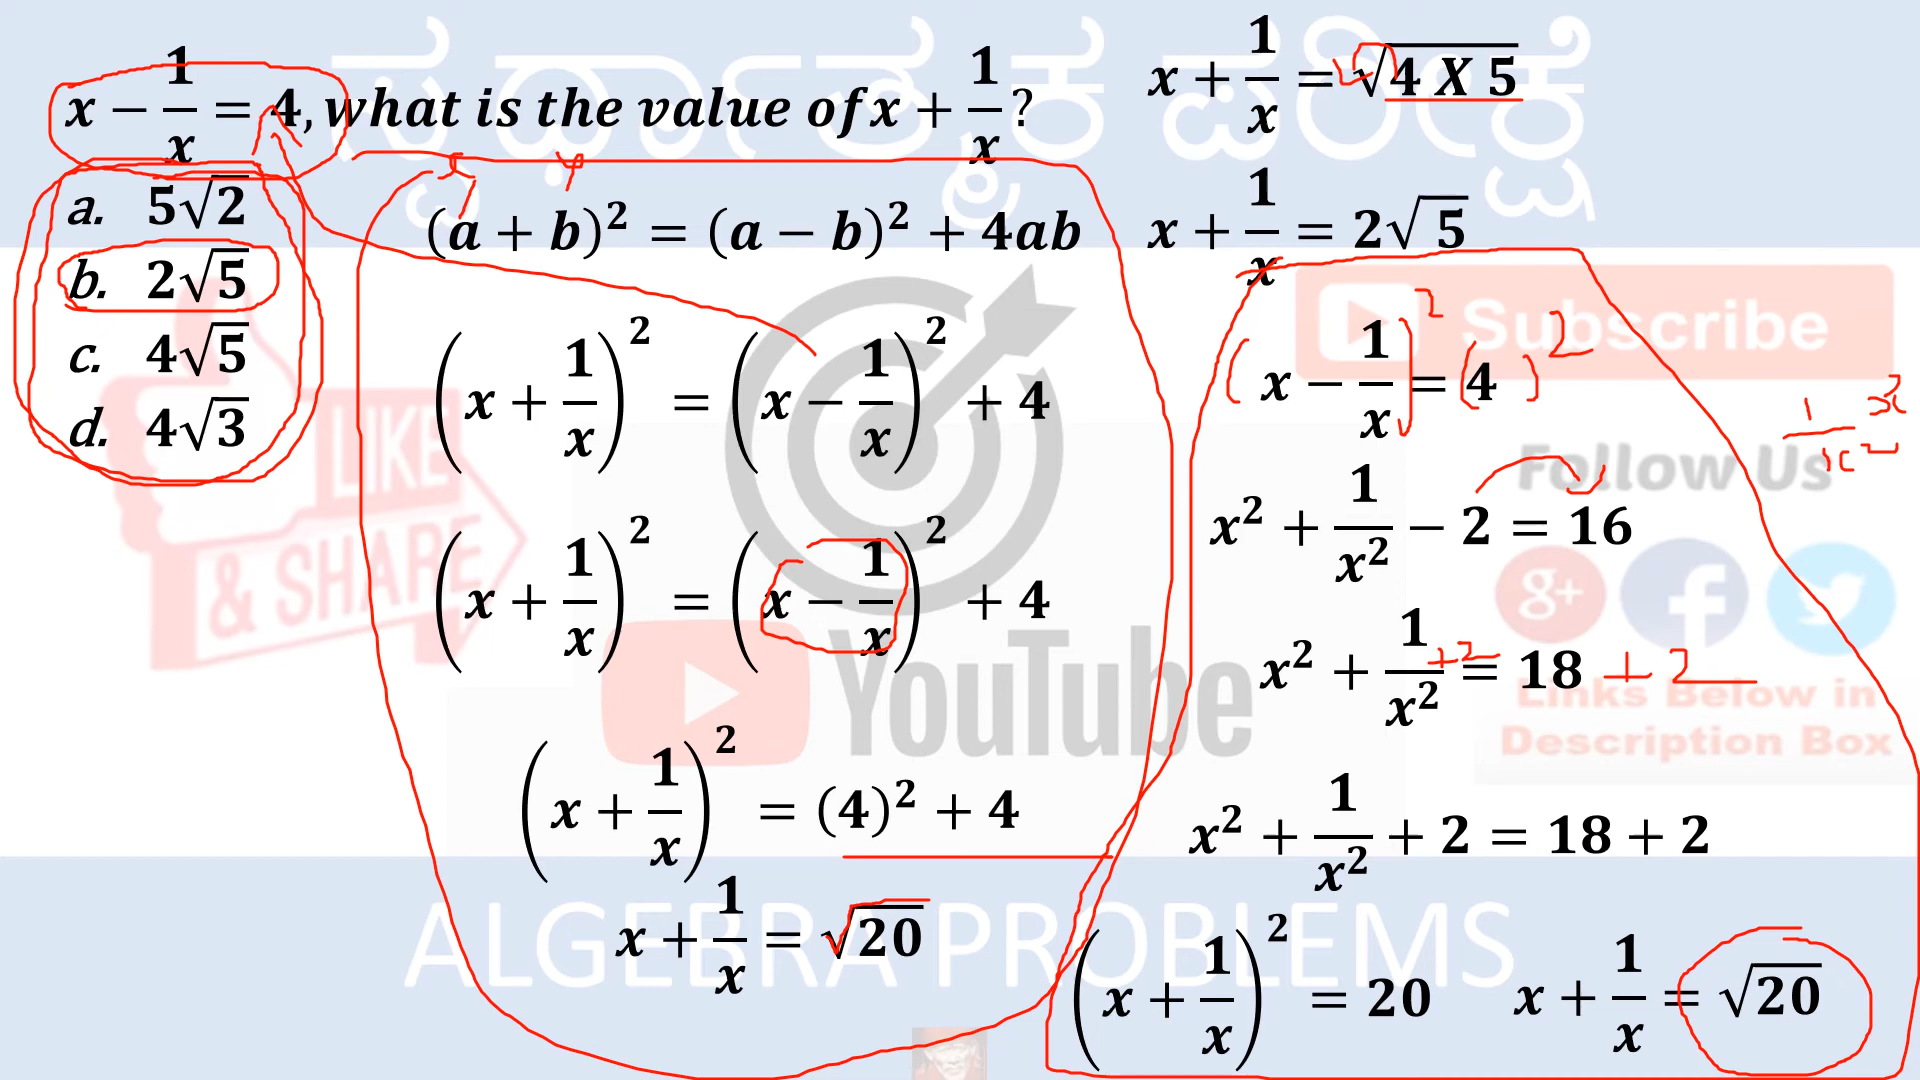 x − 1/x = 4, what is the value of x + 1/x ?
a. 5√2
b. 2√5
c. 4√5
d. 4√3
(a + b)² = (a − b)² + 4ab
(x + 1/x)² = (x − 1/x)² + 4
(x + 1/x)² = (x − 1/x)² + 4
(x + 1/x)² = (4)² + 4
x + 1/x = √20
x + 1/x = √4 X 5
x + 1/x = 2√5
(x − 1/x)² = (4)²
x² + 1/x² − 2 = 16
x² + 1/x² +2 = 18 + 2
x² + 1/x² + 2 = 18 + 2
(x + 1/x)² = 20
x + 1/x = √20
LIKE
& SHARE
YouTube
Subscribe
Follow Us
g+
f
Links Below in
Description Box
ALGEBRA PROBLEMS